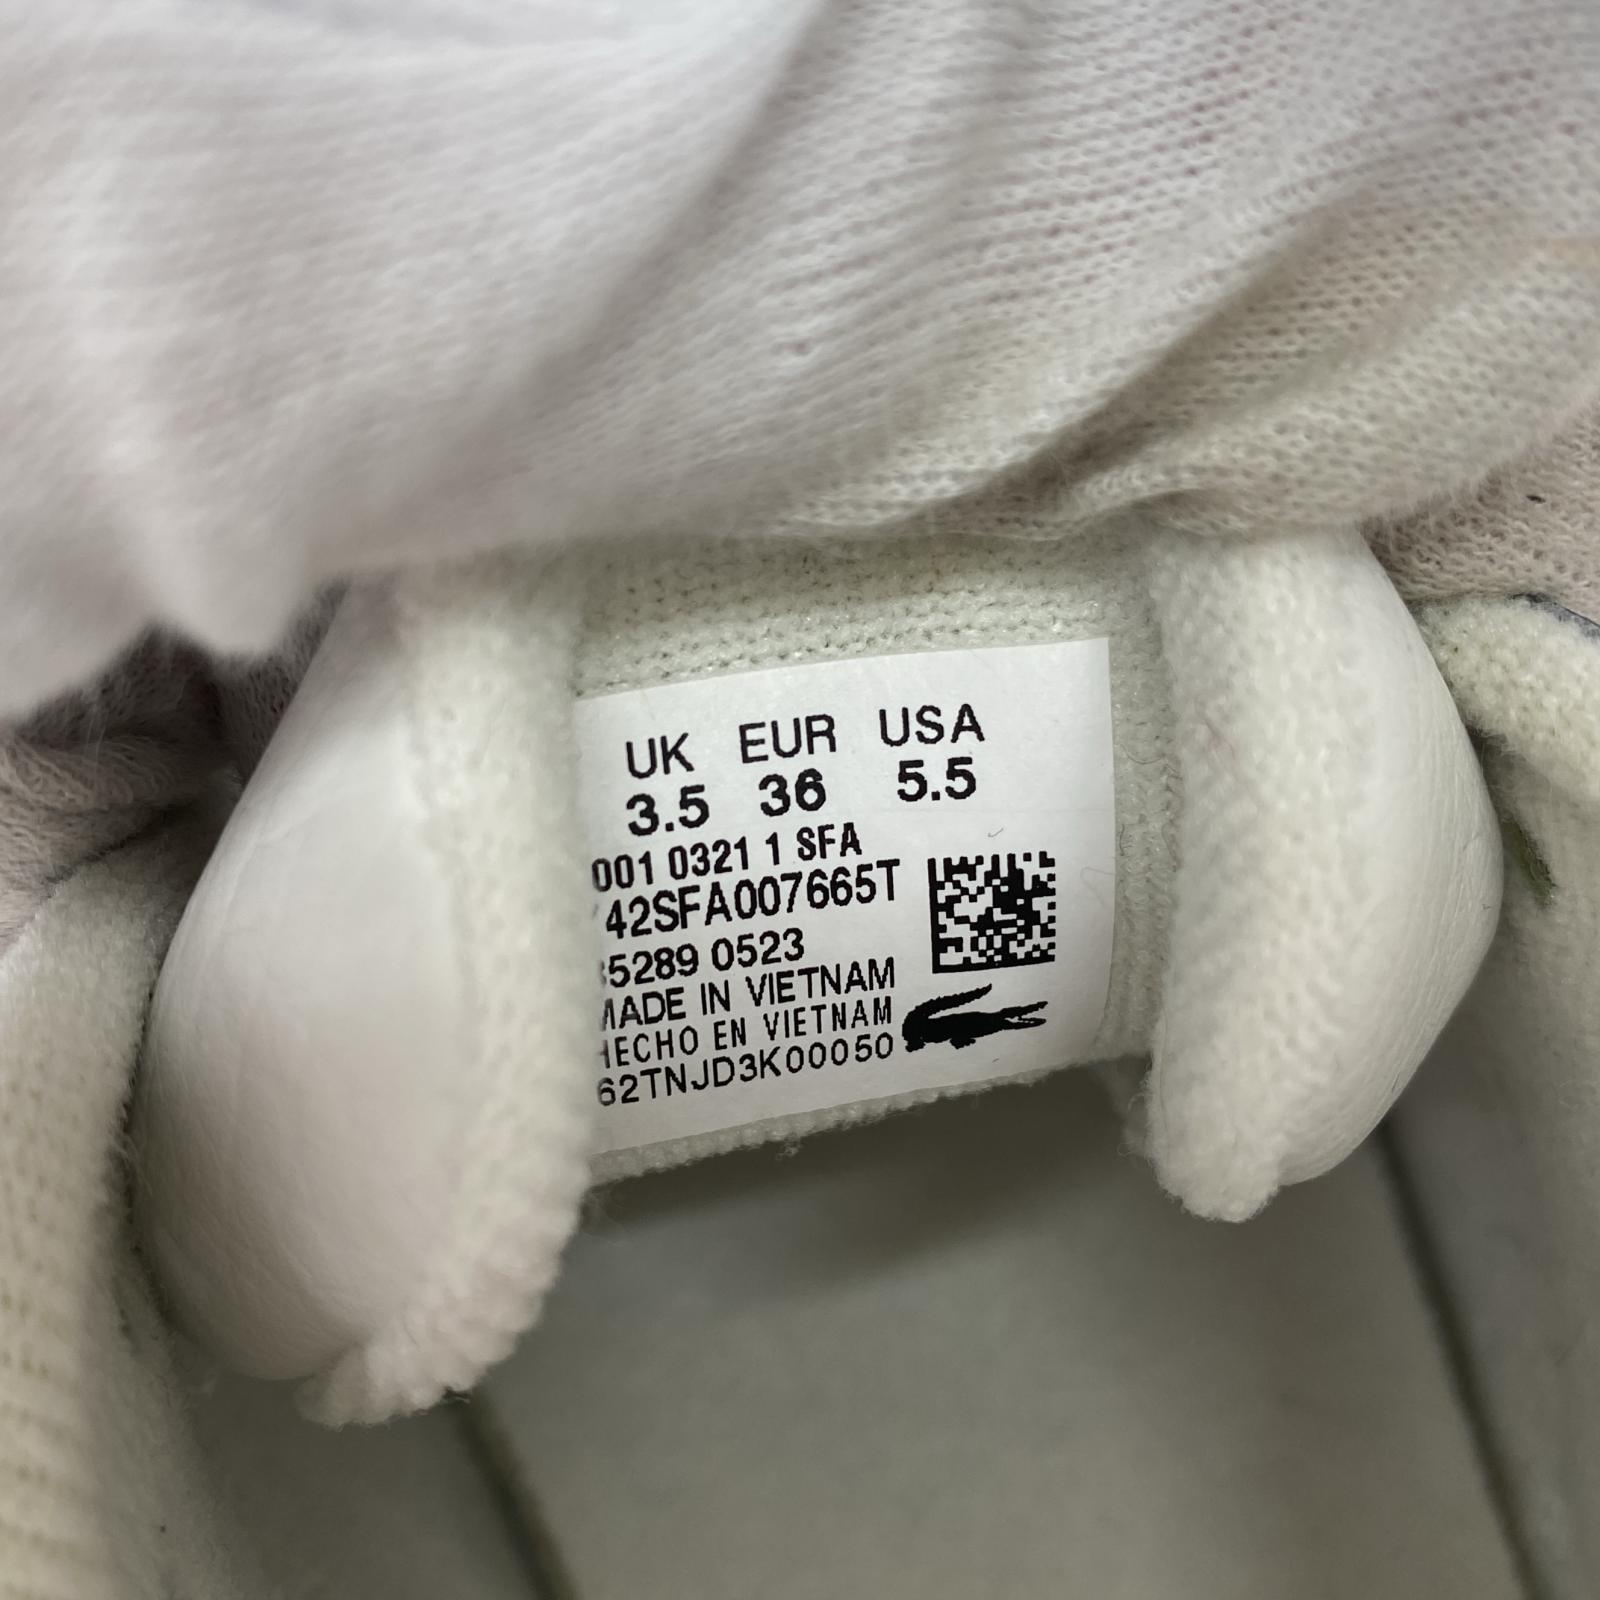 UK EUR USA
3.5 36 5.5
001 0321 1 SFA
42SFA007665T
5289 0523
MADE IN VIETNAM
HECHO EN VIETNAM
62TNJD3K00050